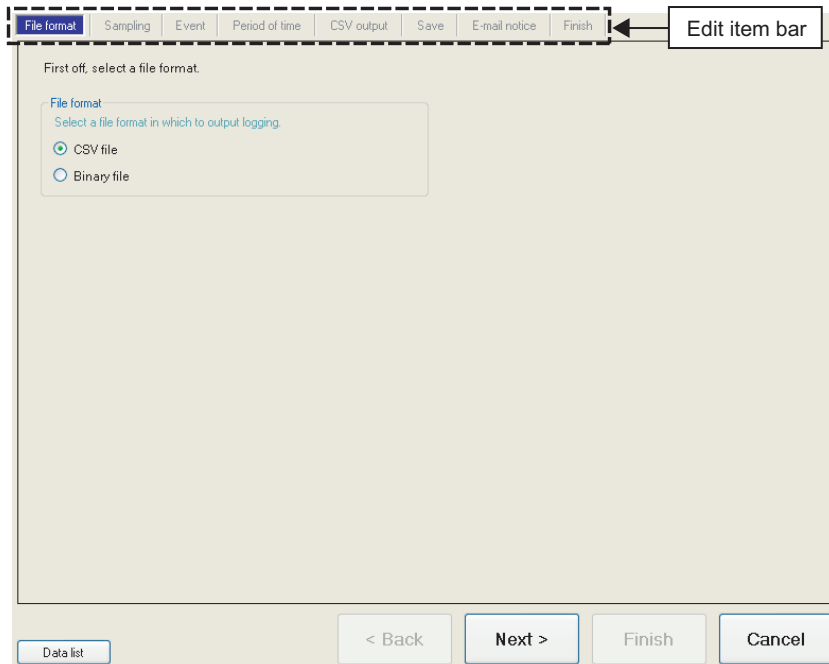 File format Sampling Event Period of time CSV output Save E-mail notice Finish
Edit item bar
First off, select a file format.
File format
Select a file format in which to output logging.
CSV file
Binary file
< Back Next > Finish Cancel
Data list